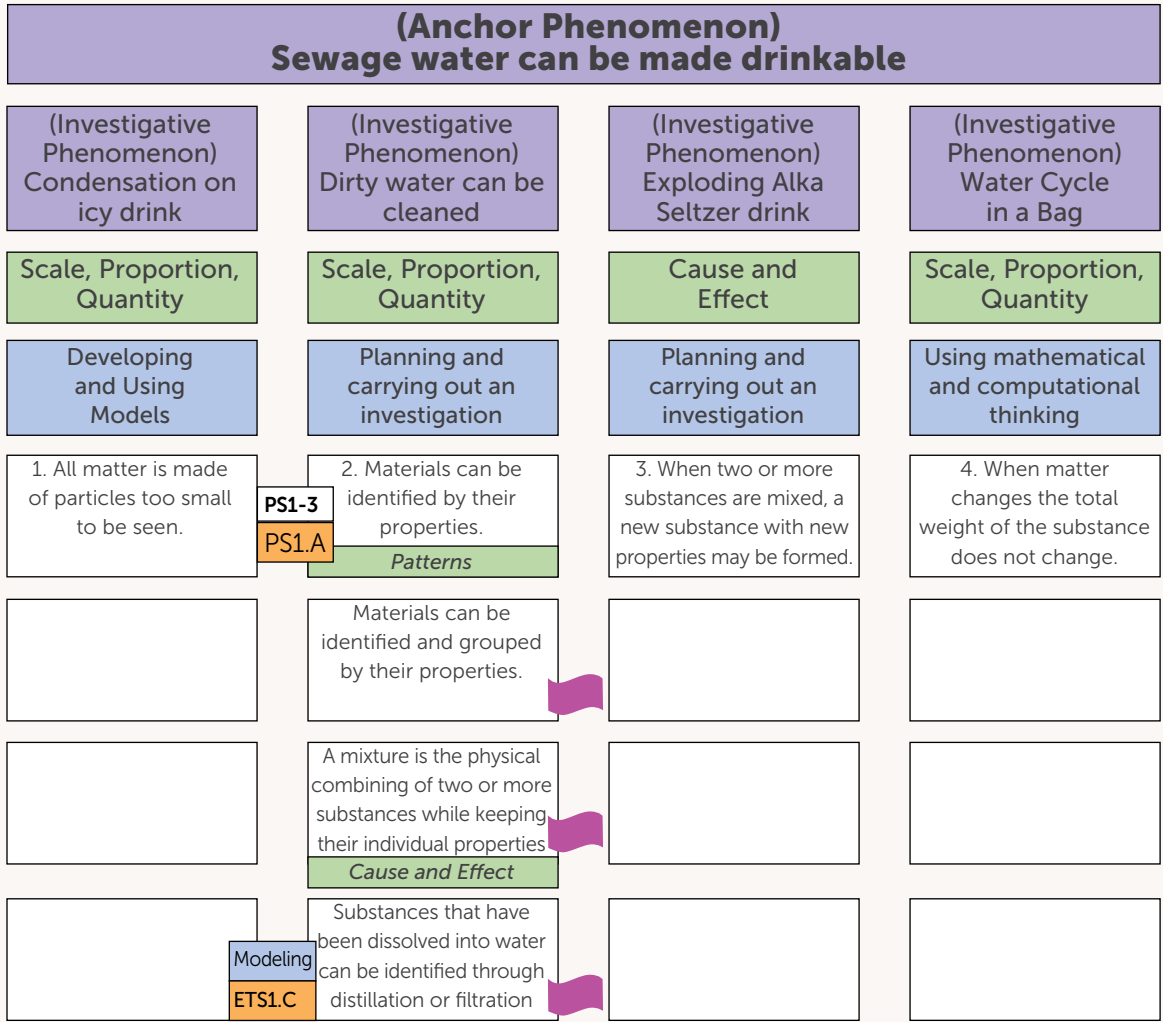 (Anchor Phenomenon)
Sewage water can be made drinkable
(Investigative
Phenomenon)
Condensation on
icy drink
(Investigative
Phenomenon)
Dirty water can be
cleaned
(Investigative
Phenomenon)
Exploding Alka
Seltzer drink
(Investigative
Phenomenon)
Water Cycle
in a Bag
Scale, Proportion,
Quantity
Scale, Proportion,
Quantity
Cause and
Effect
Scale, Proportion,
Quantity
Developing
and Using
Models
Planning and
carrying out an
investigation
Planning and
carrying out an
investigation
Using mathematical
and computational
thinking
1. All matter is made
of particles too small
to be seen.
PS1-3
PS1.A
2. Materials can be
identified by their
properties.
Patterns
3. When two or more
substances are mixed, a
new substance with new
properties may be formed.
4. When matter
changes the total
weight of the substance
does not change.
Materials can be
identified and grouped
by their properties.
A mixture is the physical
combining of two or more
substances while keeping
their individual properties
Cause and Effect
Modeling
ETS1.C
Substances that have
been dissolved into water
can be identified through
distillation or filtration